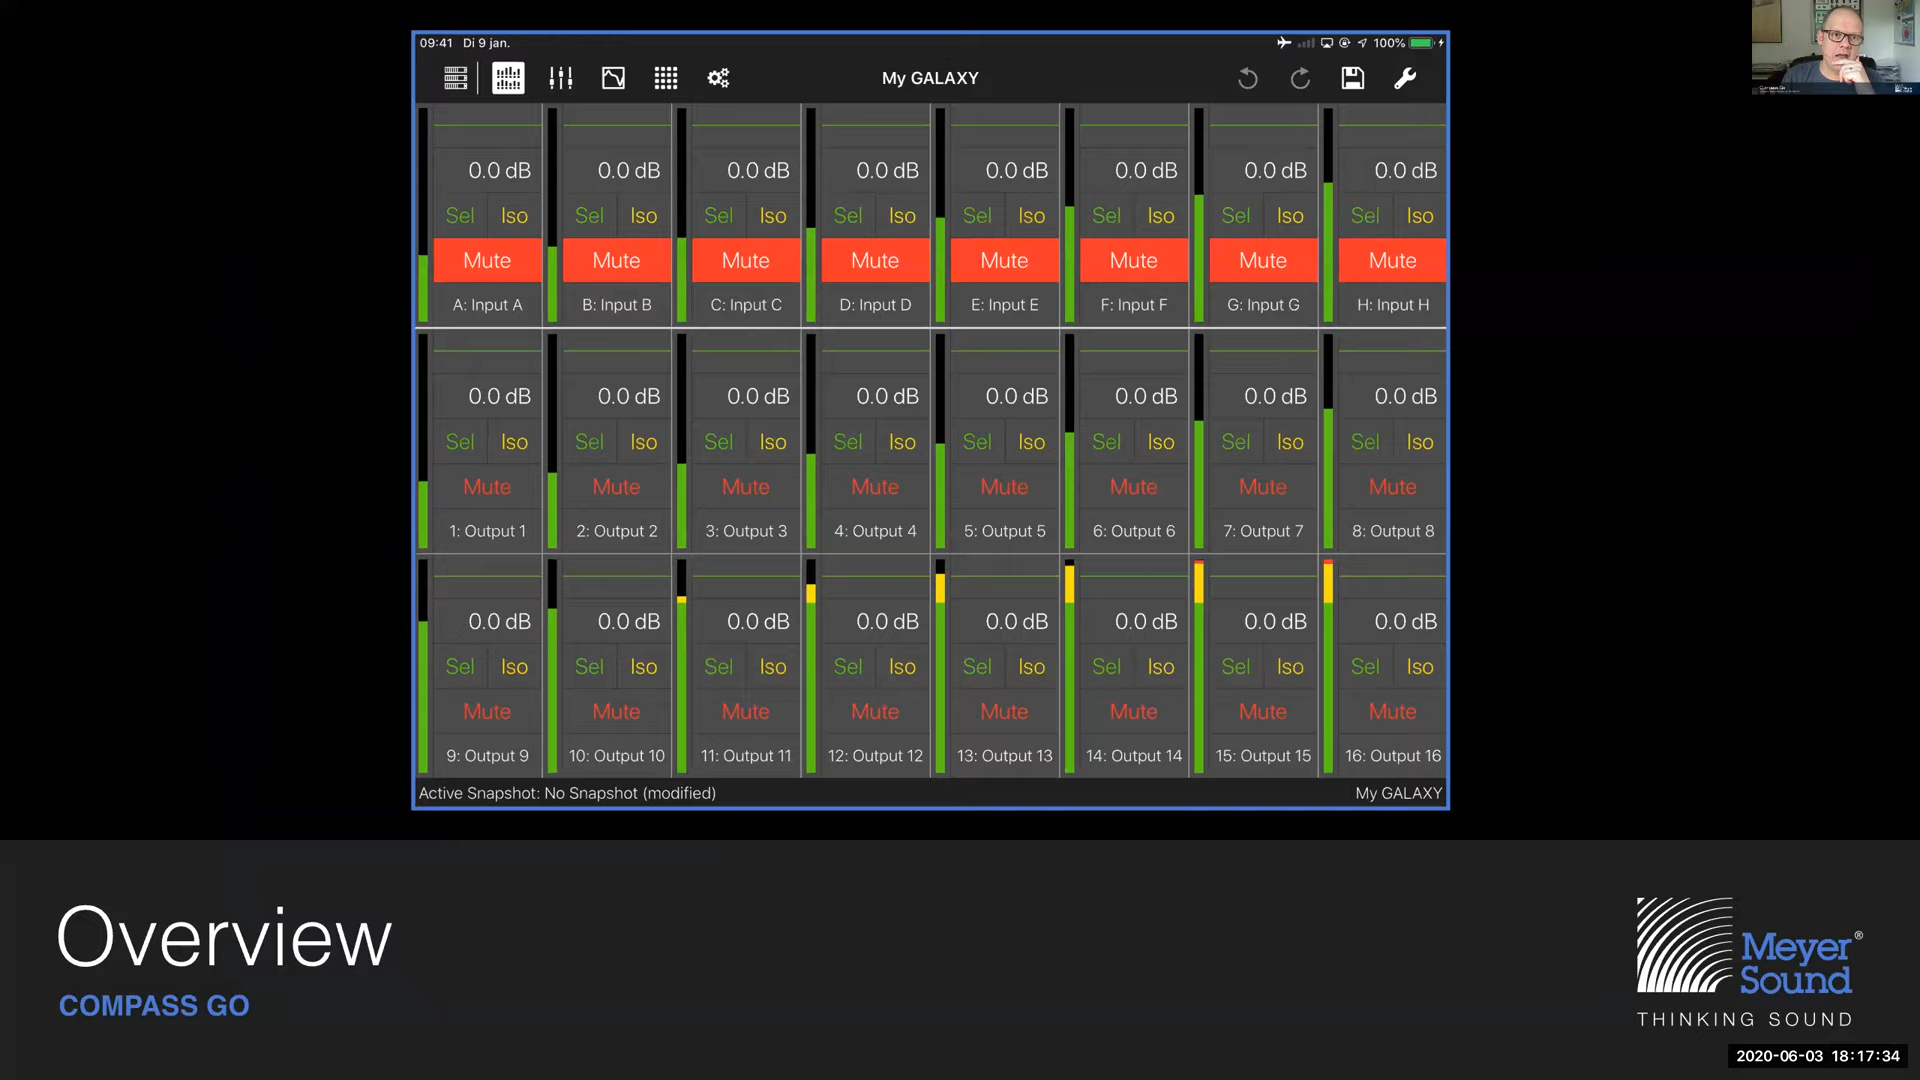 09:41 Di 9 jan.
100%
My GALAXY
0.0 dB 0.0 dB 0.0 dB 0.0 dB 0.0 dB 0.0 dB 0.0 dB 0.0 dB
Sel Iso Sel Iso Sel Iso Sel Iso Sel Iso Sel Iso Sel Iso Sel Iso
Mute Mute Mute Mute Mute Mute Mute Mute
A: Input A B: Input B C: Input C D: Input D E: Input E F: Input F G: Input G H: Input H
0.0 dB 0.0 dB 0.0 dB 0.0 dB 0.0 dB 0.0 dB 0.0 dB 0.0 dB
Sel Iso Sel Iso Sel Iso Sel Iso Sel Iso Sel Iso Sel Iso Sel Iso
Mute Mute Mute Mute Mute Mute Mute Mute
1: Output 1 2: Output 2 3: Output 3 4: Output 4 5: Output 5 6: Output 6 7: Output 7 8: Output 8
0.0 dB 0.0 dB 0.0 dB 0.0 dB 0.0 dB 0.0 dB 0.0 dB 0.0 dB
Sel Iso Sel Iso Sel Iso Sel Iso Sel Iso Sel Iso Sel Iso Sel Iso
Mute Mute Mute Mute Mute Mute Mute Mute
9: Output 9 10: Output 10 11: Output 11 12: Output 12 13: Output 13 14: Output 14 15: Output 15 16: Output 16
Active Snapshot: No Snapshot (modified) My GALAXY
Overview
COMPASS GO
Meyer®
Sound
THINKING SOUND
2020-06-03 18:17:34